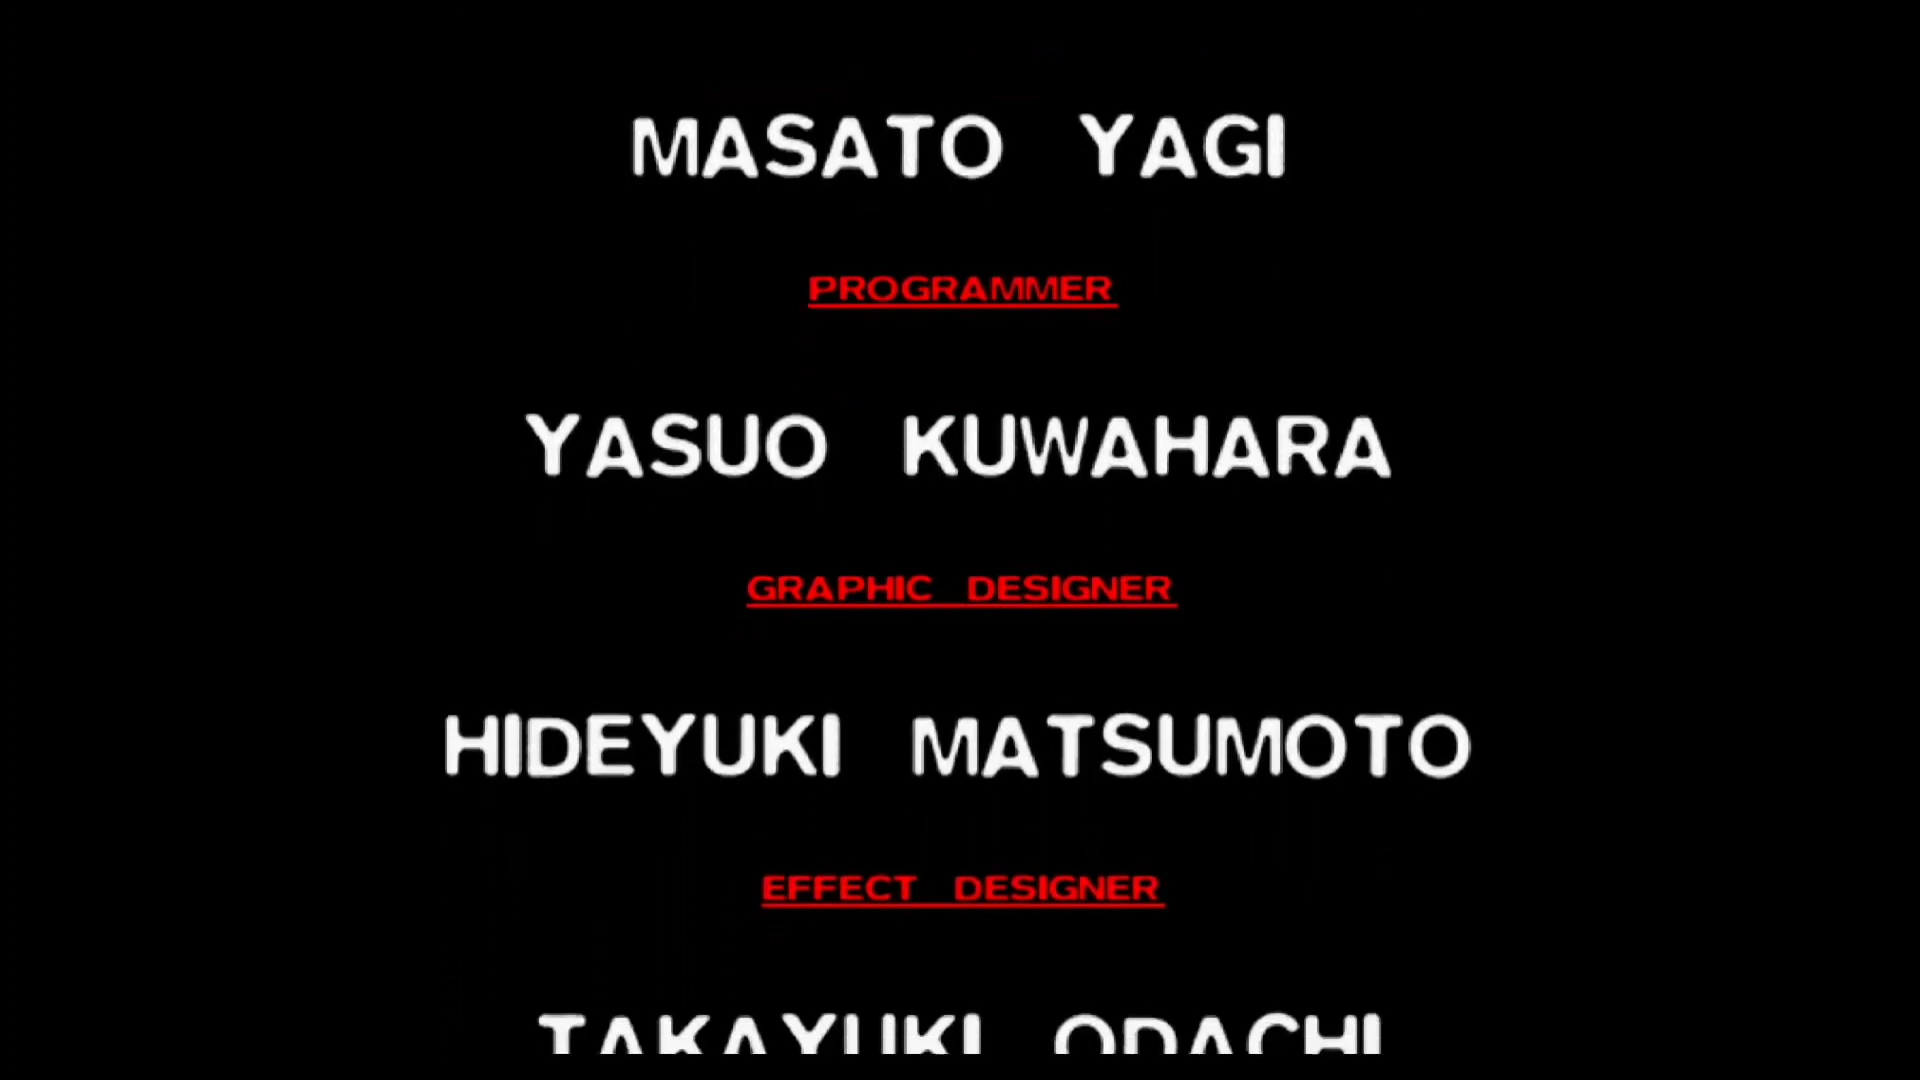 MASATO YAGI
PROGRAMMER
YASUO KUWAHARA
GRAPHIC DESIGNER
HIDEYUKI MATSUMOTO
EFFECT DESIGNER
TAKAYUKI ODACHI